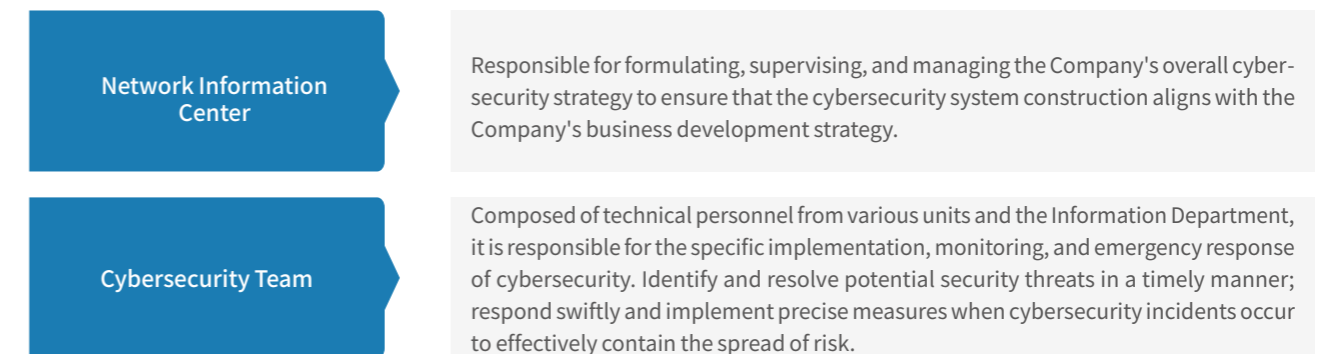 Network Information
Center
Responsible for formulating, supervising, and managing the Company's overall cyber-
security strategy to ensure that the cybersecurity system construction aligns with the
Company's business development strategy.
Cybersecurity Team
Composed of technical personnel from various units and the Information Department,
it is responsible for the specific implementation, monitoring, and emergency response
of cybersecurity. Identify and resolve potential security threats in a timely manner;
respond swiftly and implement precise measures when cybersecurity incidents occur
to effectively contain the spread of risk.